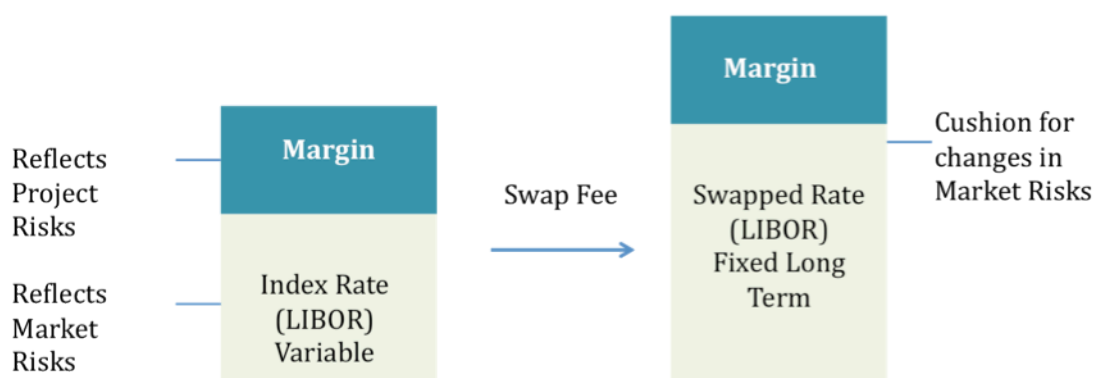 Margin
Reflects
Project
Risks
Reflects
Market
Risks
Index Rate
(LIBOR)
Variable
Swap Fee
Margin
Swapped Rate
(LIBOR)
Fixed Long
Term
Cushion for
changes in
Market Risks